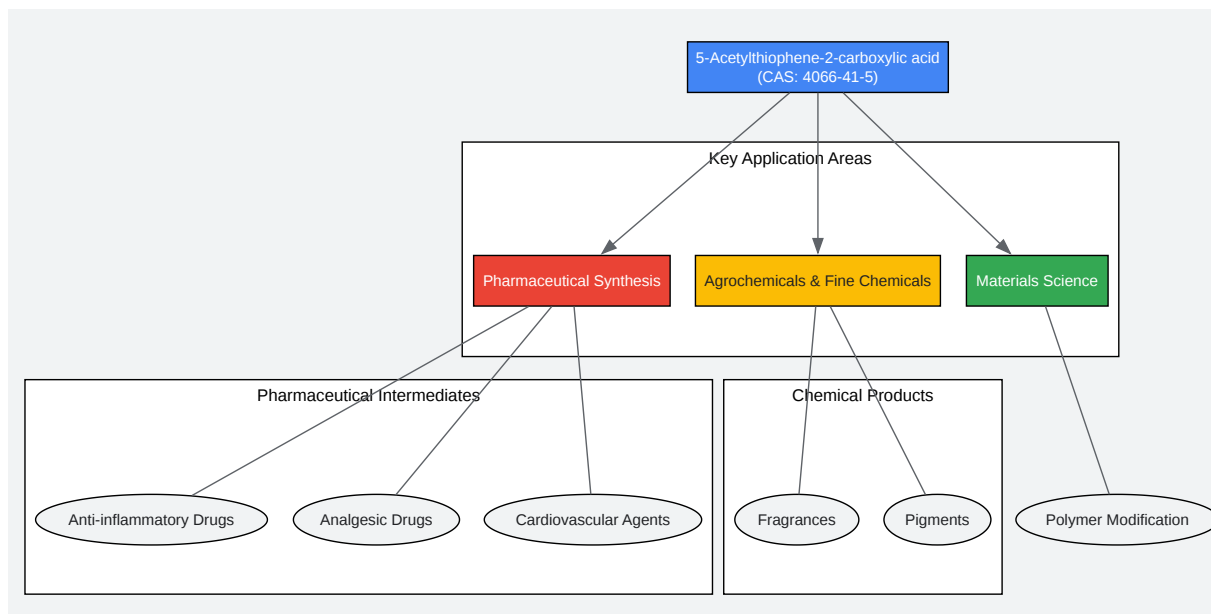 5-Acetylthiophene-2-carboxylic acid
(CAS: 4066-41-5)
Key Application Areas
Pharmaceutical Synthesis
Agrochemicals & Fine Chemicals
Materials Science
Pharmaceutical Intermediates
Chemical Products
Anti-inflammatory Drugs
Analgesic Drugs
Cardiovascular Agents
Fragrances
Pigments
Polymer Modification